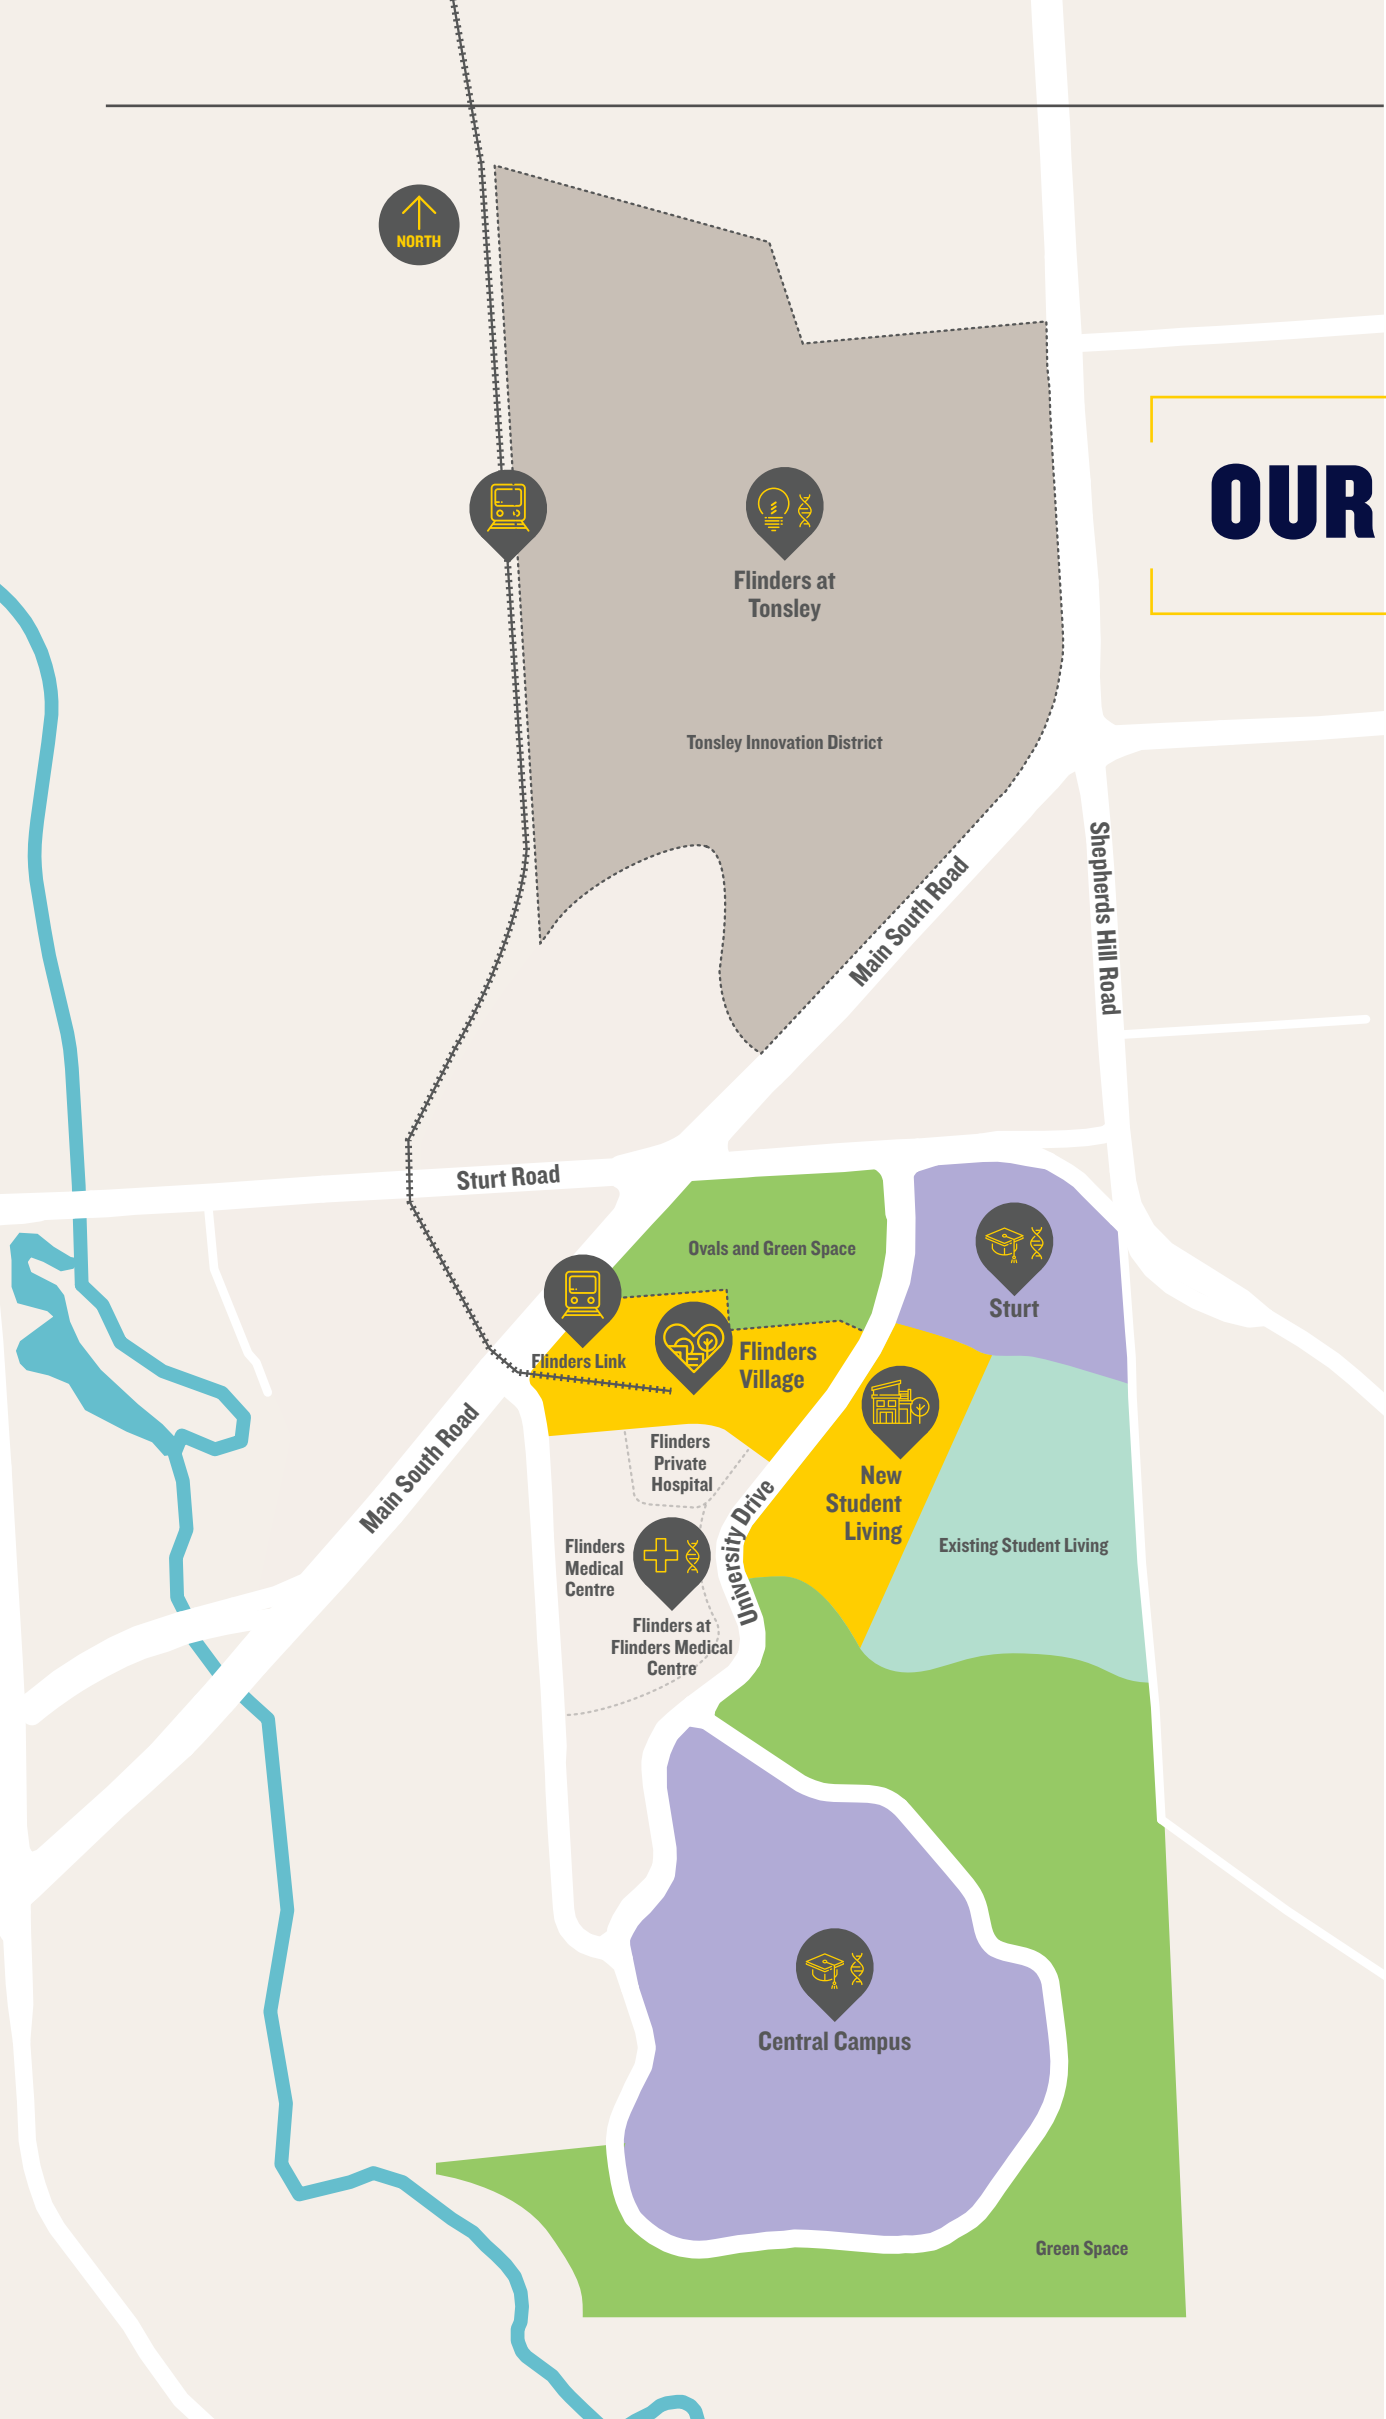 NORTH
OUR
Flinders at
Tonsley
Tonsley Innovation District
Main South Road
Shepherds Hill Road
Sturt Road
Ovals and Green Space
Sturt
Flinders Link
Flinders
Village
Main South Road
Flinders
Private
Hospital
New
Student
Living
University Drive
Existing Student Living
Flinders
Medical
Centre
Flinders at
Flinders Medical
Centre
Central Campus
Green Space